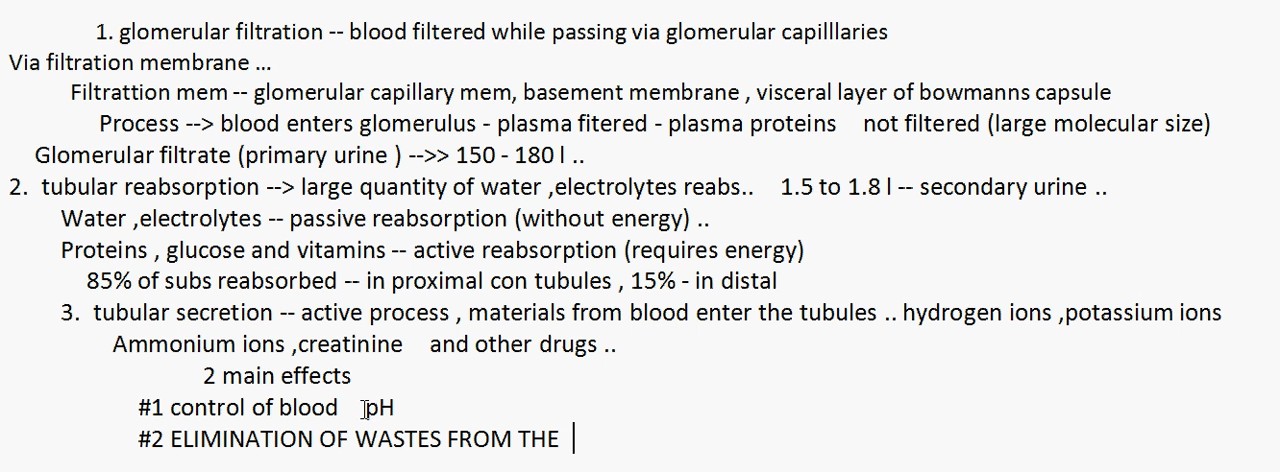 1. glomerular filtration -- blood filtered while passing via glomerular capilllaries
Via filtration membrane ...
Filtrattion mem -- glomerular capillary mem, basement membrane , visceral layer of bowmanns capsule
Process --> blood enters glomerulus - plasma fitered - plasma proteins not filtered (large molecular size)
Glomerular filtrate (primary urine ) -->> 150 - 180 l ..
2. tubular reabsorption --> large quantity of water ,electrolytes reabs.. 1.5 to 1.8 l -- secondary urine ..
Water ,electrolytes -- passive reabsorption (without energy) ..
Proteins , glucose and vitamins -- active reabsorption (requires energy)
85% of subs reabsorbed -- in proximal con tubules , 15% - in distal
3. tubular secretion -- active process , materials from blood enter the tubules .. hydrogen ions ,potassium ions
Ammonium ions ,creatinine and other drugs ..
2 main effects
#1 control of blood pH
#2 ELIMINATION OF WASTES FROM THE